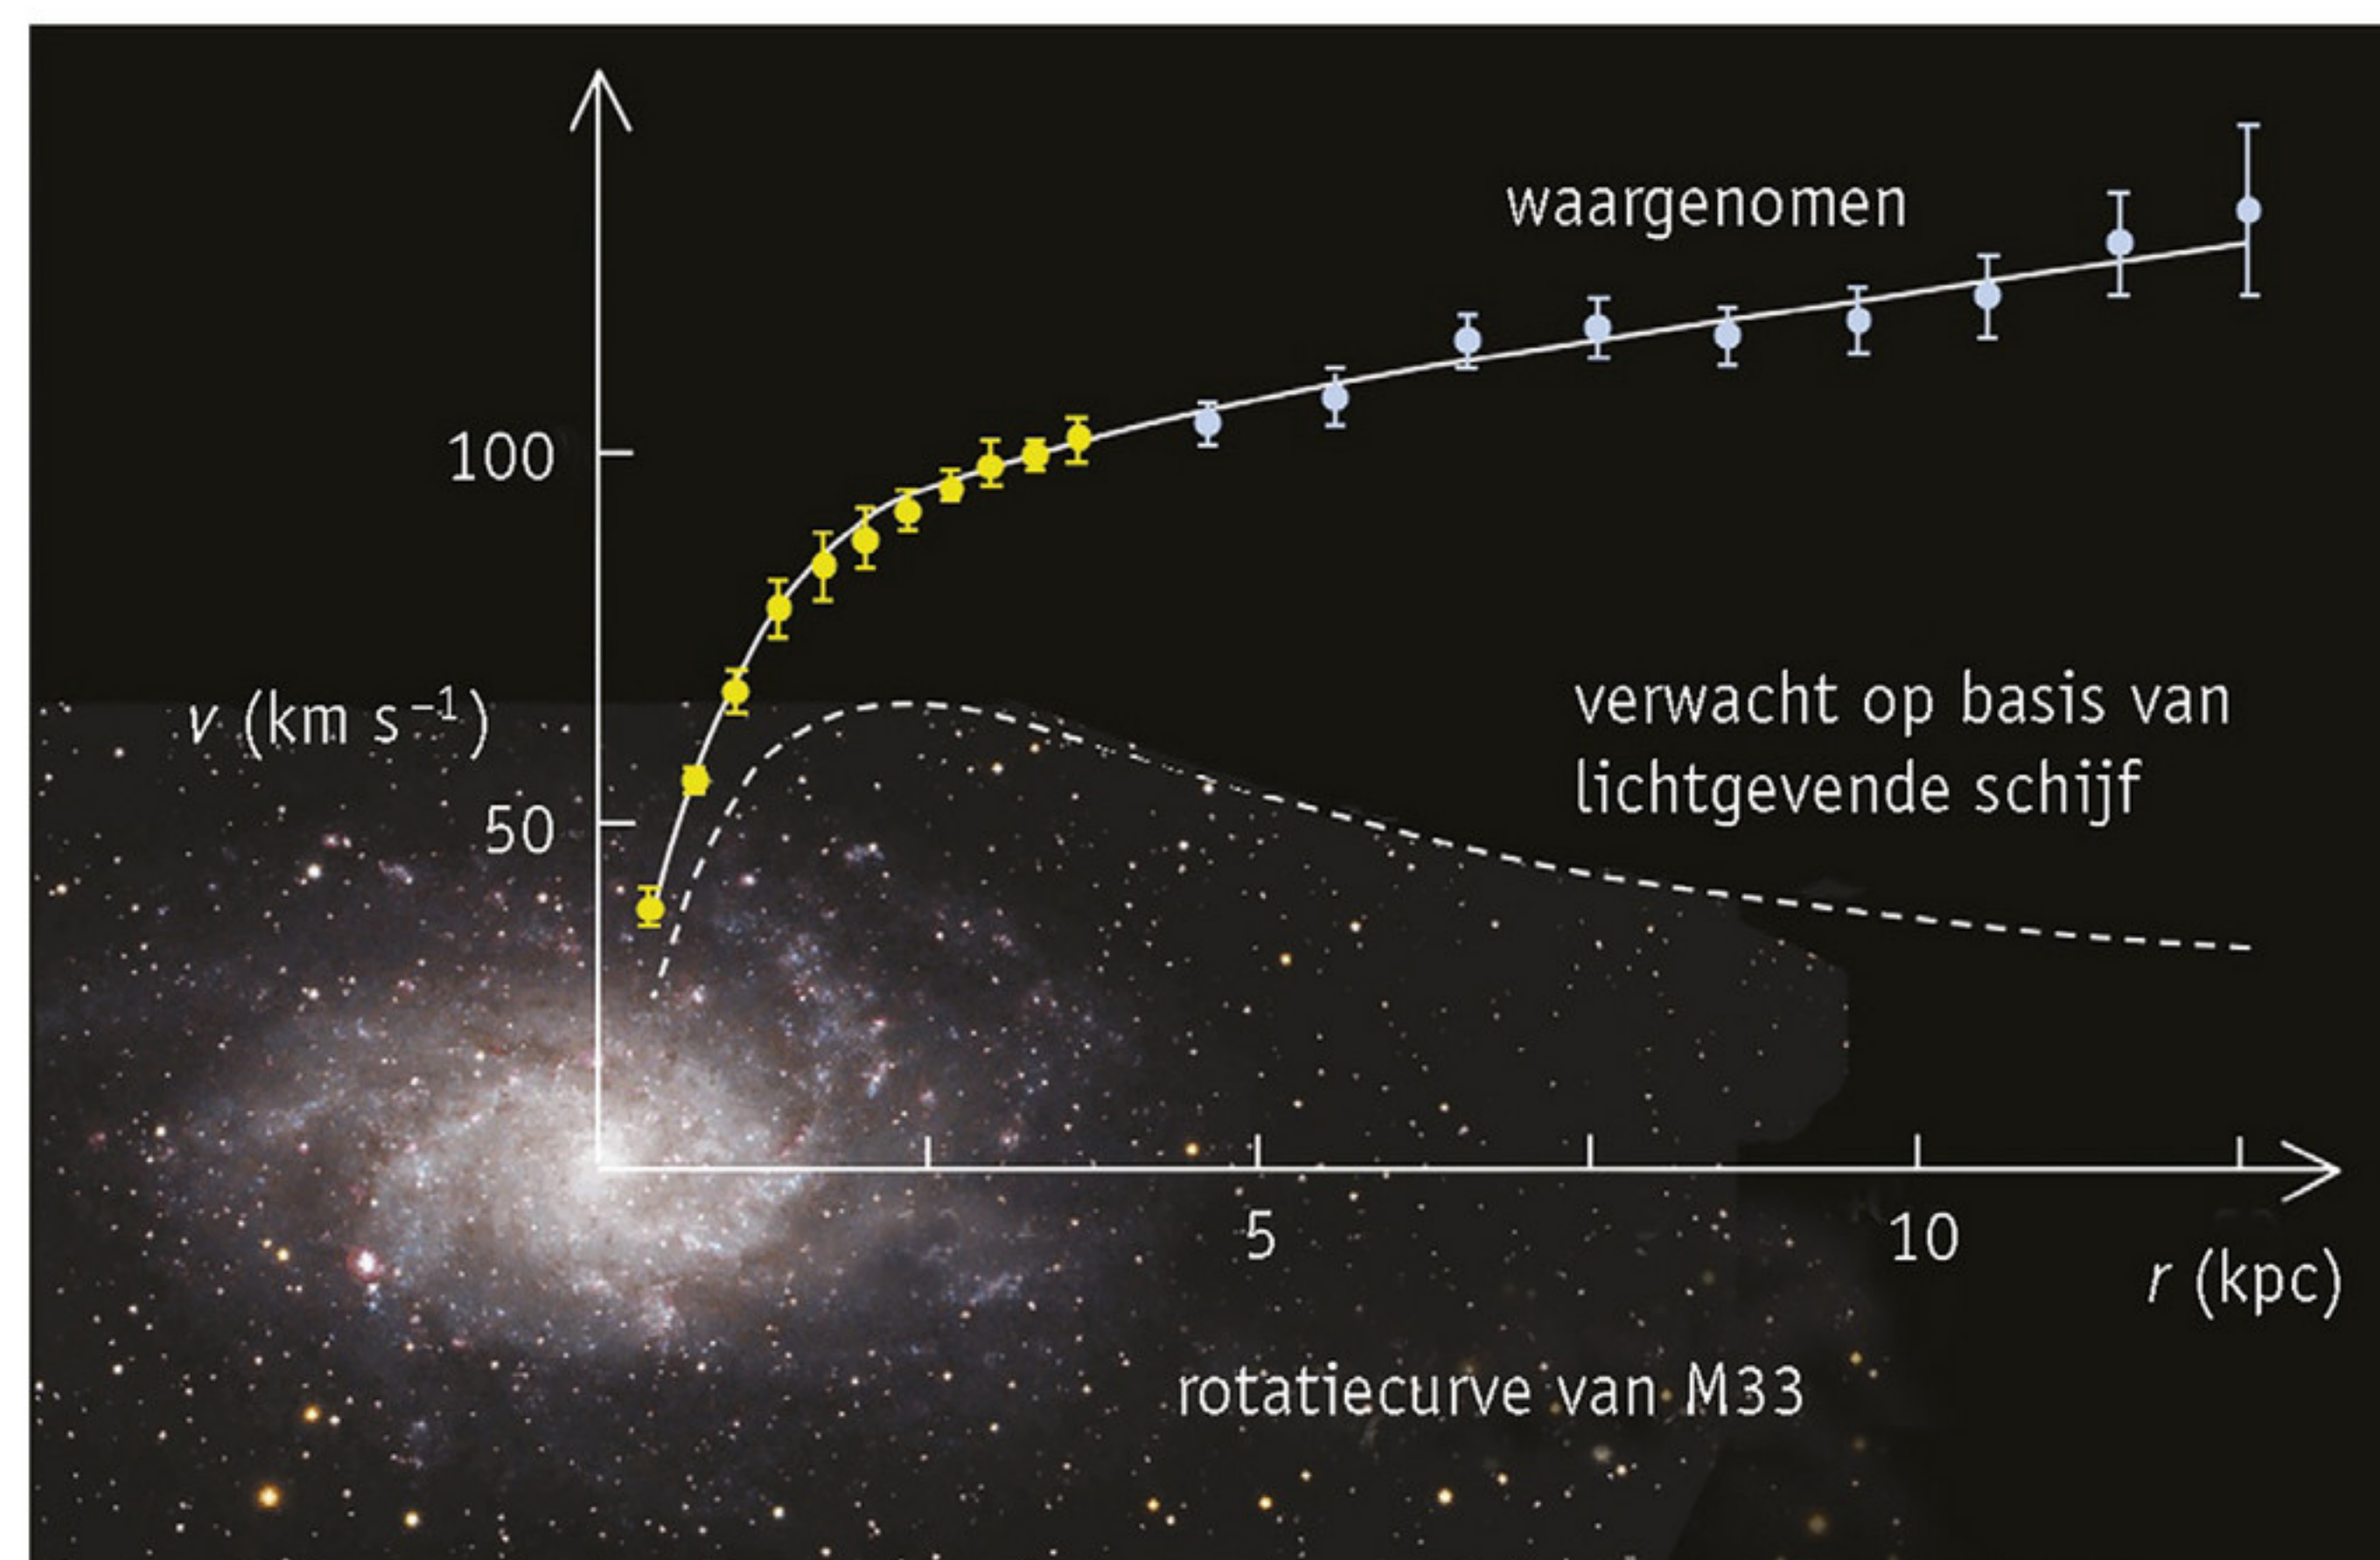 waargenomen
100
v (km s⁻¹)
verwacht op basis van
lichtgevende schijf
50
5
10
r (kpc)
rotatiecurve van M33